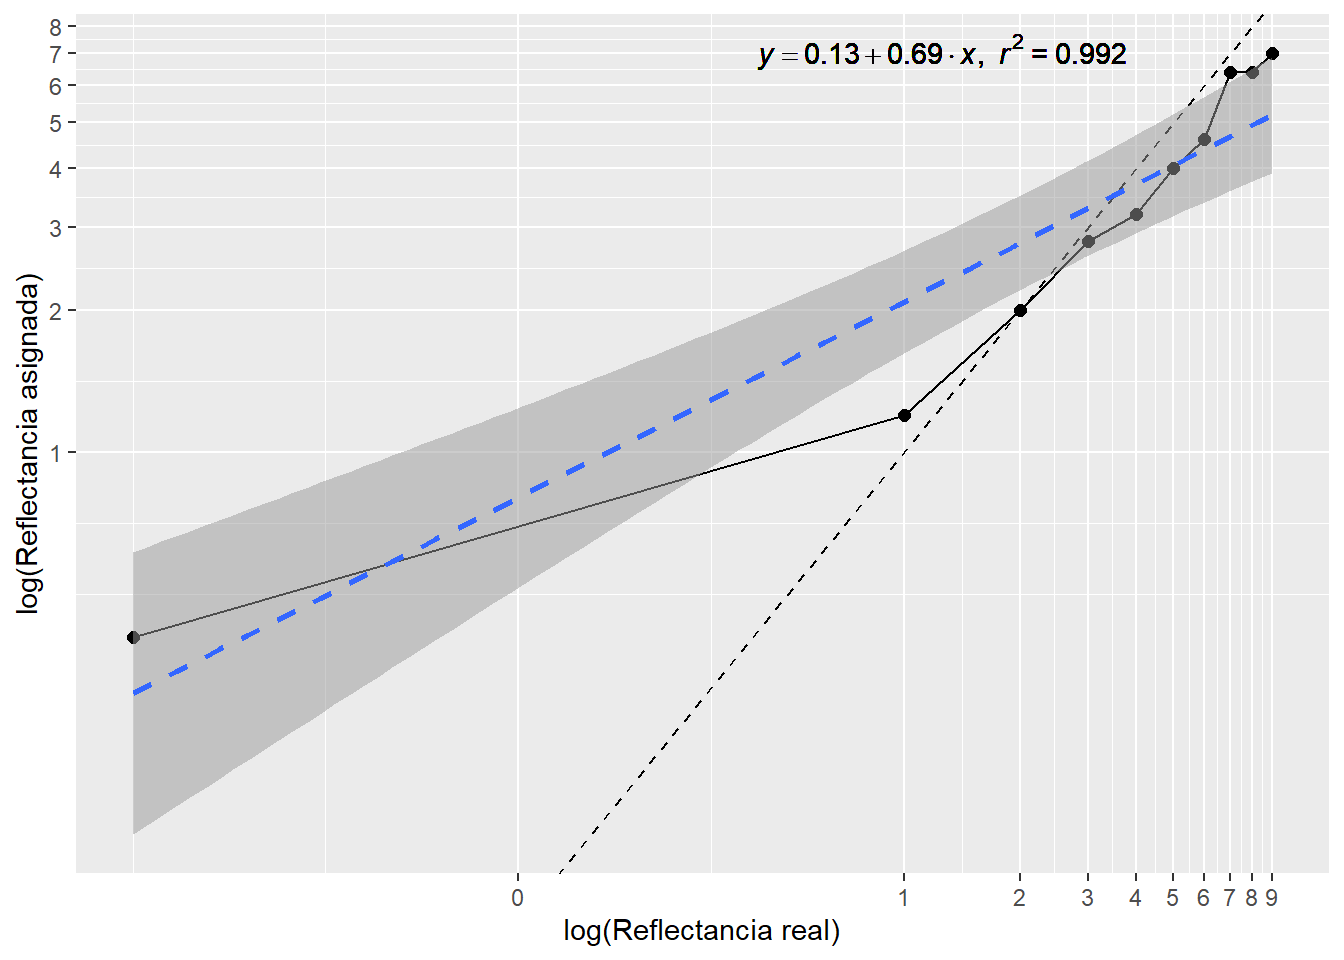 y = 0.13 + 0.69 · x, r² = 0.992
8
7
6
5
4
3
2
1
log(Reflectancia asignada)
0 1 2 3 4 5 6 7 8 9
log(Reflectancia real)